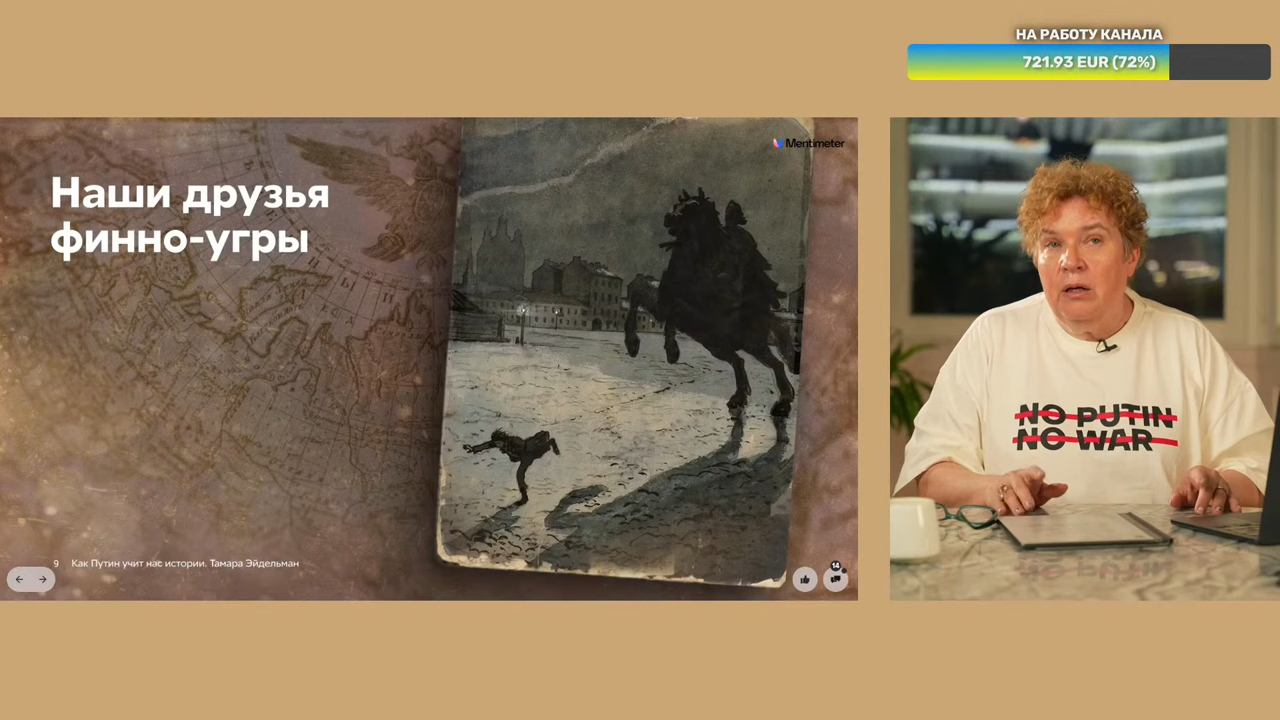 НА РАБОТУ КАНАЛА
721.93 EUR (72%)
Mentimeter
Наши друзья
финно-угры
NO PUTIN
NO WAR
9 Как Путин учит нас истории. Тамара Эйдельман
14